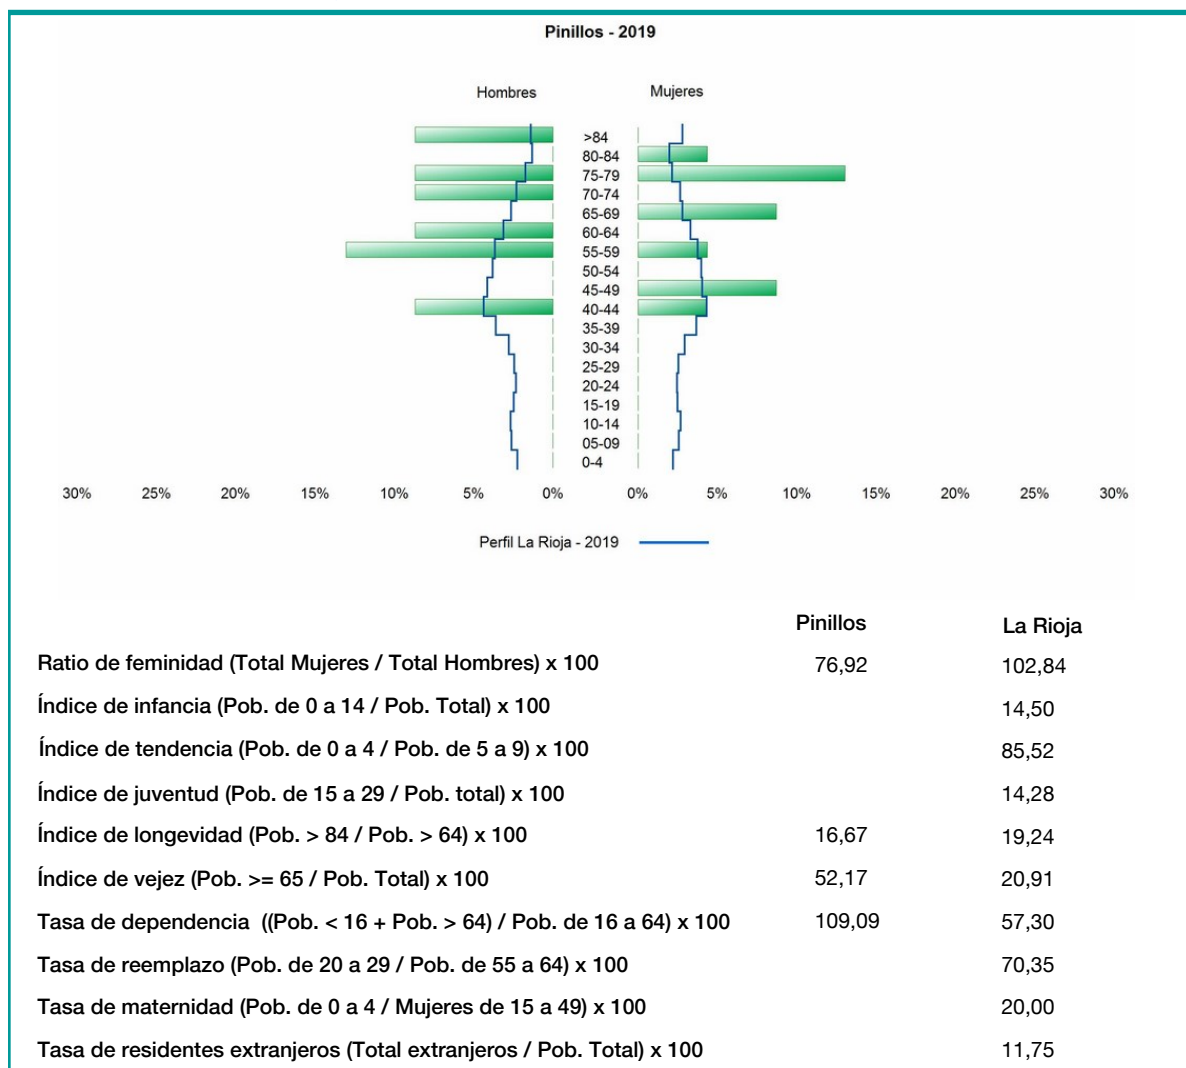 Pinillos - 2019
Hombres Mujeres
>84
80-84
75-79
70-74
65-69
60-64
55-59
50-54
45-49
40-44
35-39
30-34
25-29
20-24
15-19
10-14
05-09
0-4
30% 25% 20% 15% 10% 5% 0% 0% 5% 10% 15% 20% 25% 30%
Perfil La Rioja - 2019
Pinillos La Rioja
Ratio de feminidad (Total Mujeres / Total Hombres) x 100 76,92 102,84
Índice de infancia (Pob. de 0 a 14 / Pob. Total) x 100 14,50
Índice de tendencia (Pob. de 0 a 4 / Pob. de 5 a 9) x 100 85,52
Índice de juventud (Pob. de 15 a 29 / Pob. total) x 100 14,28
Índice de longevidad (Pob. > 84 / Pob. > 64) x 100 16,67 19,24
Índice de vejez (Pob. >= 65 / Pob. Total) x 100 52,17 20,91
Tasa de dependencia ((Pob. < 16 + Pob. > 64) / Pob. de 16 a 64) x 100 109,09 57,30
Tasa de reemplazo (Pob. de 20 a 29 / Pob. de 55 a 64) x 100 70,35
Tasa de maternidad (Pob. de 0 a 4 / Mujeres de 15 a 49) x 100 20,00
Tasa de residentes extranjeros (Total extranjeros / Pob. Total) x 100 11,75